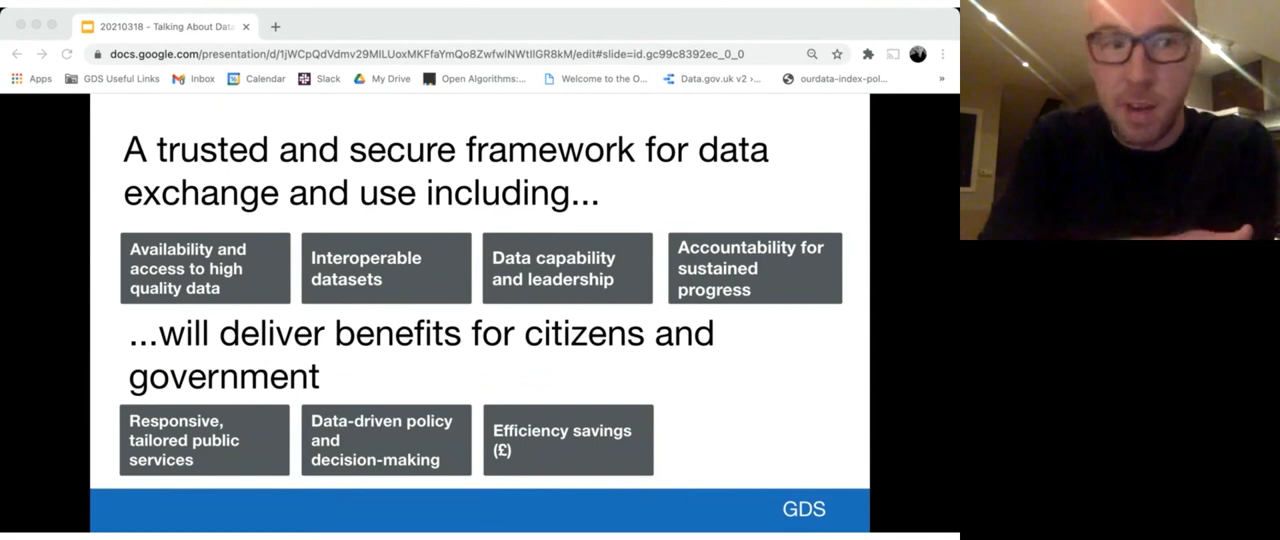 20210318 - Talking About Data
docs.google.com/presentation/d/1jWCpQdVdmv29MILUoxMKFfaYmQo8ZwfwlNWtIlGR8kM/edit#slide=id.gc99c8392ec_0_0
Apps GDS Useful Links Inbox Calendar Slack My Drive Open Algorithms:... Welcome to the O... Data.gov.uk v2 ›... ourdata-index-pol... »
A trusted and secure framework for data
exchange and use including...
Availability and
access to high
quality data
Interoperable
datasets
Data capability
and leadership
Accountability for
sustained
progress
...will deliver benefits for citizens and
government
Responsive,
tailored public
services
Data-driven policy
and
decision-making
Efficiency savings
(£)
GDS